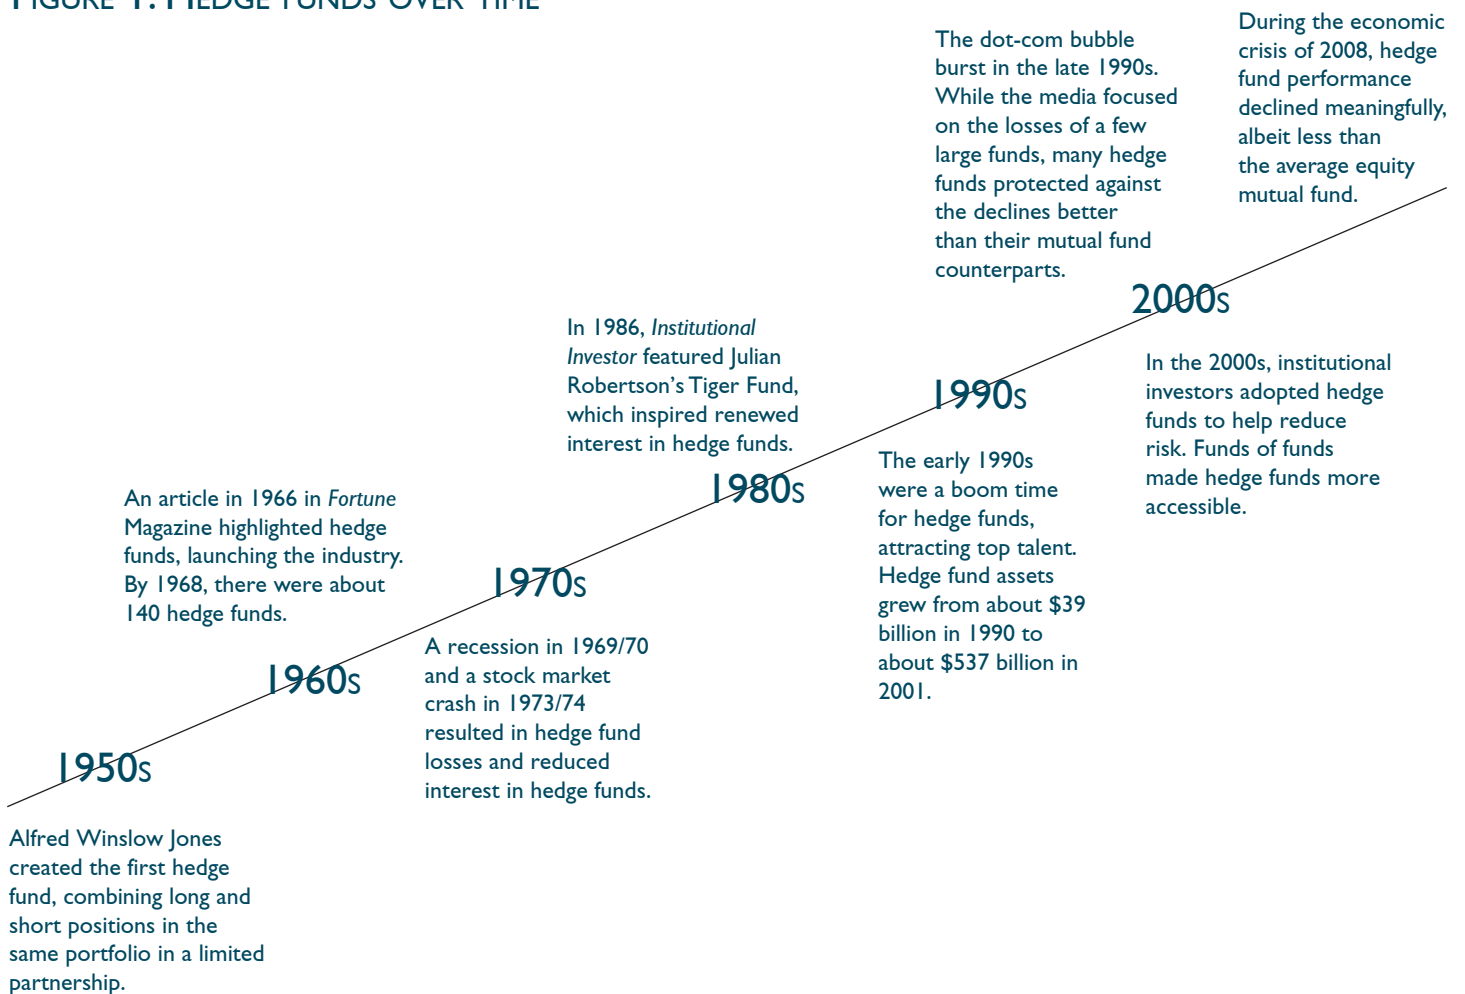 FIGURE 1: HEDGE FUNDS OVER TIME
The dot-com bubble
burst in the late 1990s.
While the media focused
on the losses of a few
large funds, many hedge
funds protected against
the declines better
than their mutual fund
counterparts.
During the economic
crisis of 2008, hedge
fund performance
declined meaningfully,
albeit less than
the average equity
mutual fund.
2000s
In the 2000s, institutional
investors adopted hedge
funds to help reduce
risk. Funds of funds
made hedge funds more
accessible.
In 1986, Institutional
Investor featured Julian
Robertson's Tiger Fund,
which inspired renewed
interest in hedge funds.
1990s
The early 1990s
were a boom time
for hedge funds,
attracting top talent.
Hedge fund assets
grew from about $39
billion in 1990 to
about $537 billion in
2001.
1980s
An article in 1966 in Fortune
Magazine highlighted hedge
funds, launching the industry.
By 1968, there were about
140 hedge funds.
1970s
A recession in 1969/70
and a stock market
crash in 1973/74
resulted in hedge fund
losses and reduced
interest in hedge funds.
1960s
1950s
Alfred Winslow Jones
created the first hedge
fund, combining long and
short positions in the
same portfolio in a limited
partnership.